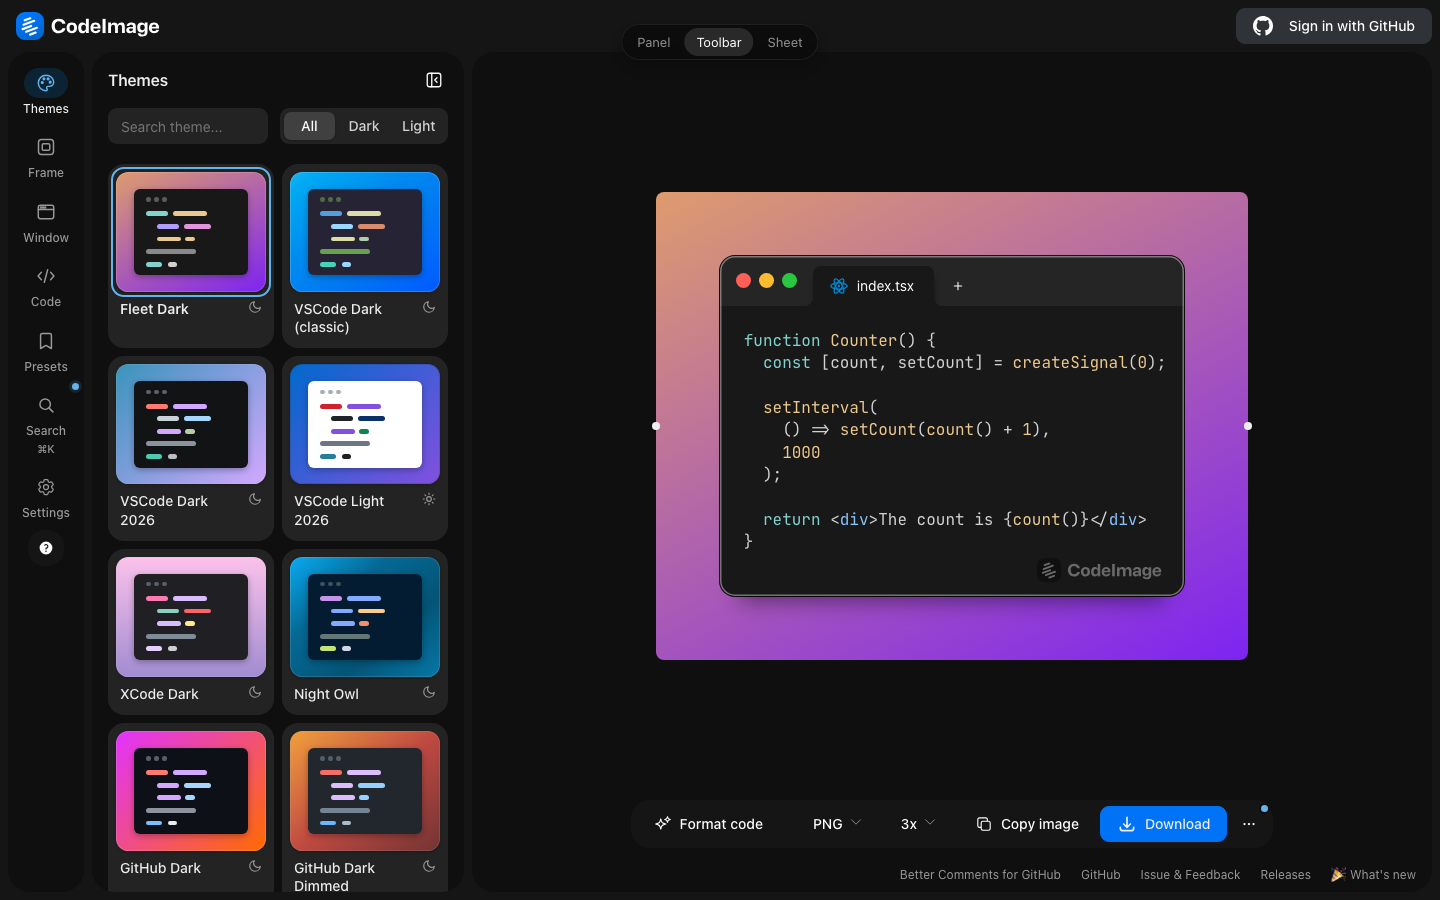 CodeImage
Panel
Toolbar
Sheet
Sign in with GitHub
Themes
Frame
Window
Code
Presets
Search
⌘K
Settings
Themes
Search theme...
All
Dark
Light
Fleet Dark
VSCode Dark
(classic)
VSCode Dark
2026
VSCode Light
2026
XCode Dark
Night Owl
GitHub Dark
GitHub Dark
Dimmed
index.tsx
+
function Counter() {
  const [count, setCount] = createSignal(0);
  setInterval(
    () => setCount(count() + 1),
    1000
  );
  return <div>The count is {count()}</div>
}
CodeImage
Format code
PNG
3x
Copy image
Download
Better Comments for GitHub
GitHub
Issue & Feedback
Releases
🎉 What's new